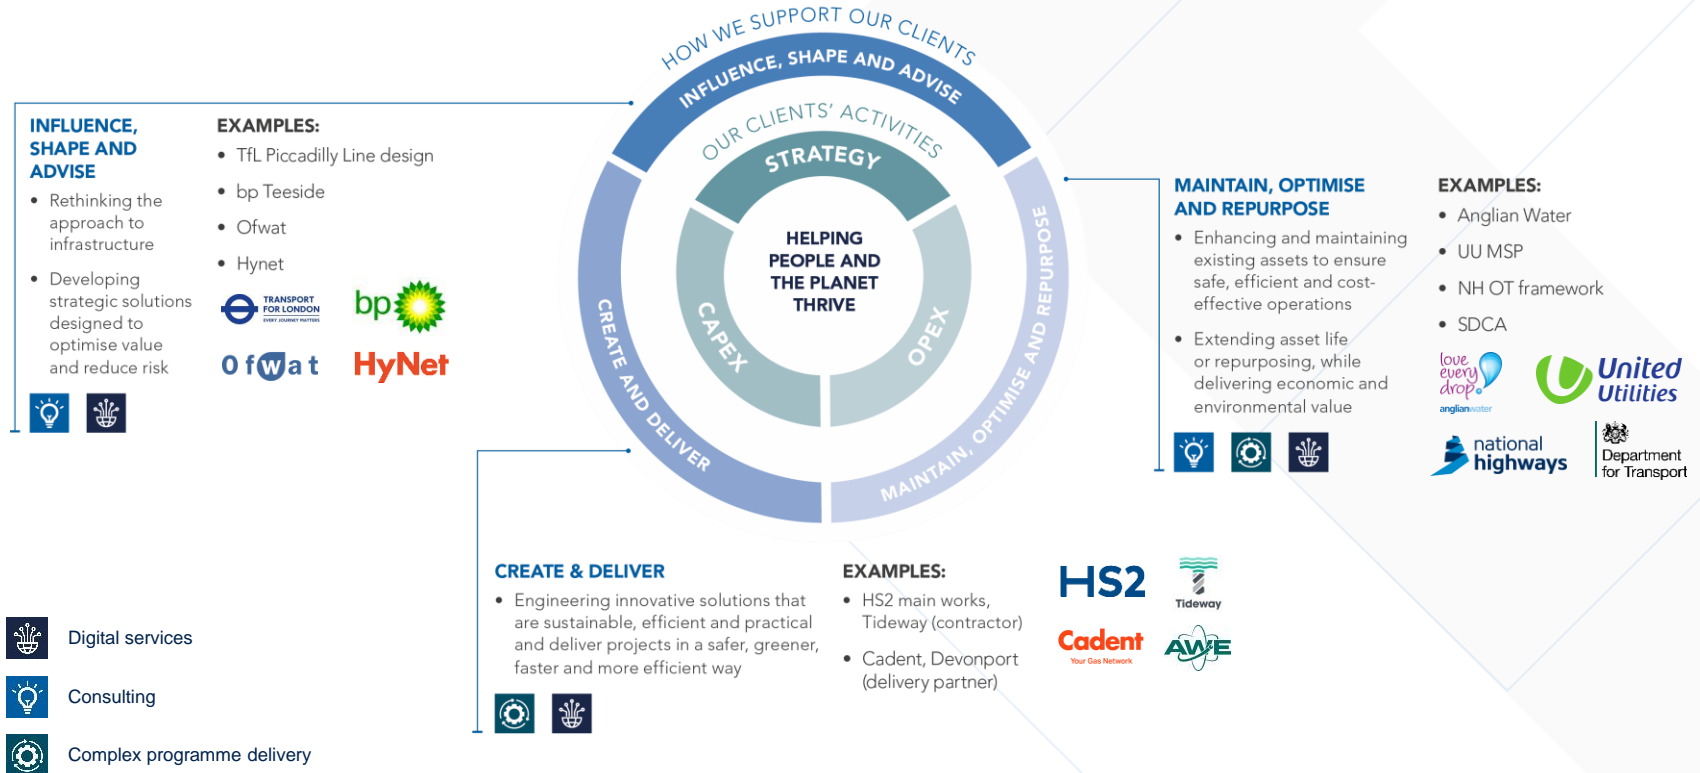 HOW WE SUPPORT OUR CLIENTS
INFLUENCE, SHAPE AND ADVISE
OUR CLIENTS' ACTIVITIES
STRATEGY
CAPEX
OPEX
HELPING
PEOPLE AND
THE PLANET
THRIVE
CREATE AND DELIVER
MAINTAIN, OPTIMISE AND REPURPOSE
INFLUENCE,
SHAPE AND
ADVISE
• Rethinking the
approach to
infrastructure
• Developing
strategic solutions
designed to
optimise value
and reduce risk
EXAMPLES:
• TfL Piccadilly Line design
• bp Teeside
• Ofwat
• Hynet
TRANSPORT
FOR LONDON
EVERY JOURNEY MATTERS
bp
Ofwat
HyNet
MAINTAIN, OPTIMISE
AND REPURPOSE
• Enhancing and maintaining
existing assets to ensure
safe, efficient and cost-
effective operations
• Extending asset life
or repurposing, while
delivering economic and
environmental value
EXAMPLES:
• Anglian Water
• UU MSP
• NH OT framework
• SDCA
love
every
drop
anglianwater
United
Utilities
national
highways
Department
for Transport
CREATE & DELIVER
• Engineering innovative solutions that
are sustainable, efficient and practical
and deliver projects in a safer, greener,
faster and more efficient way
EXAMPLES:
• HS2 main works,
Tideway (contractor)
• Cadent, Devonport
(delivery partner)
HS2
Tideway
Cadent
Your Gas Network
AWE
Digital services
Consulting
Complex programme delivery